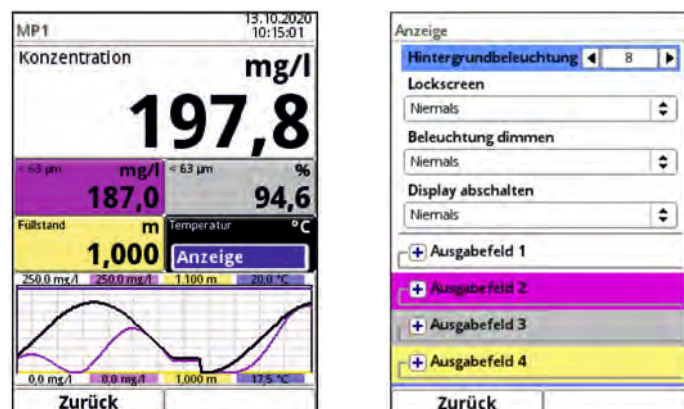 MP1
13.10.2020
10:15:01
Konzentration
mg/l
197,8
< 63 µm mg/l
187,0
< 63 µm %
94,6
Füllstand m
1,000
Temperatur °C
Anzeige
250,0 mg/l 250,0 mg/l 1,100 m 20,0 °C
0,0 mg/l 0,0 mg/l 1,000 m 17,5 °C
Zurück
Anzeige
Hintergrundbeleuchtung 8
Lockscreen
Niemals
Beleuchtung dimmen
Niemals
Display abschalten
Niemals
Ausgabefeld 1
Ausgabefeld 2
Ausgabefeld 3
Ausgabefeld 4
Zurück